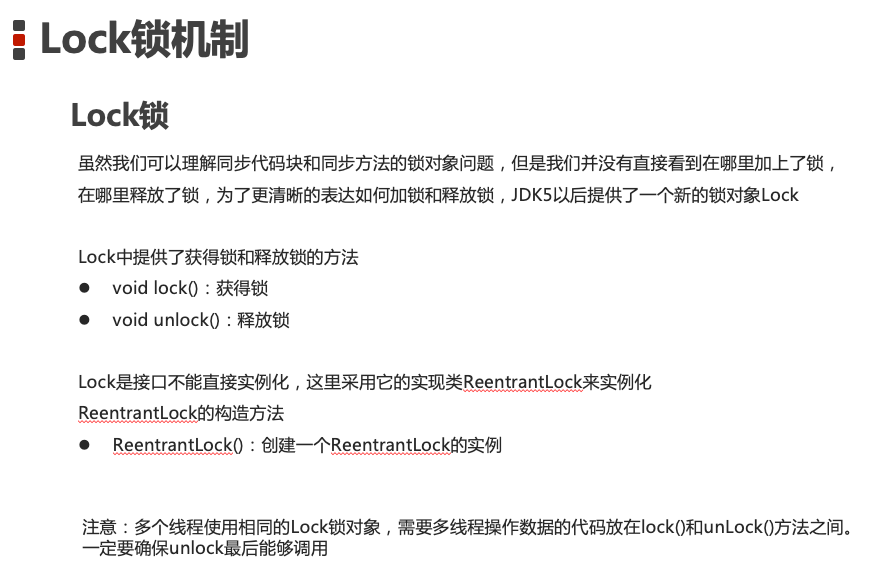 Lock锁机制
Lock锁
虽然我们可以理解同步代码块和同步方法的锁对象问题，但是我们并没有直接看到在哪里加上了锁，
在哪里释放了锁，为了更清晰的表达如何加锁和释放锁，JDK5以后提供了一个新的锁对象Lock
Lock中提供了获得锁和释放锁的方法
● void lock()：获得锁
● void unlock()：释放锁
Lock是接口不能直接实例化，这里采用它的实现类ReentrantLock来实例化
ReentrantLock的构造方法
● ReentrantLock()：创建一个ReentrantLock的实例
注意：多个线程使用相同的Lock锁对象，需要多线程操作数据的代码放在lock()和unLock()方法之间。
一定要确保unlock最后能够调用